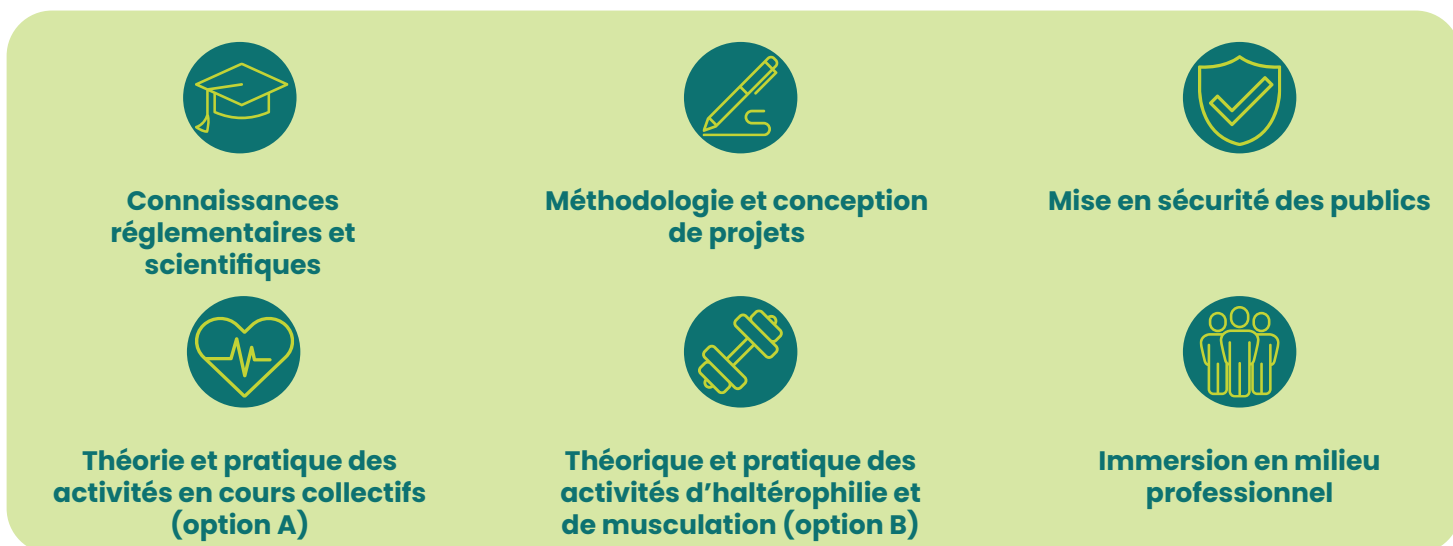 Connaissances
réglementaires et
scientifiques
Méthodologie et conception
de projets
Mise en sécurité des publics
Théorie et pratique des
activités en cours collectifs
(option A)
Théorique et pratique des
activités d’haltérophilie et
de musculation (option B)
Immersion en milieu
professionnel